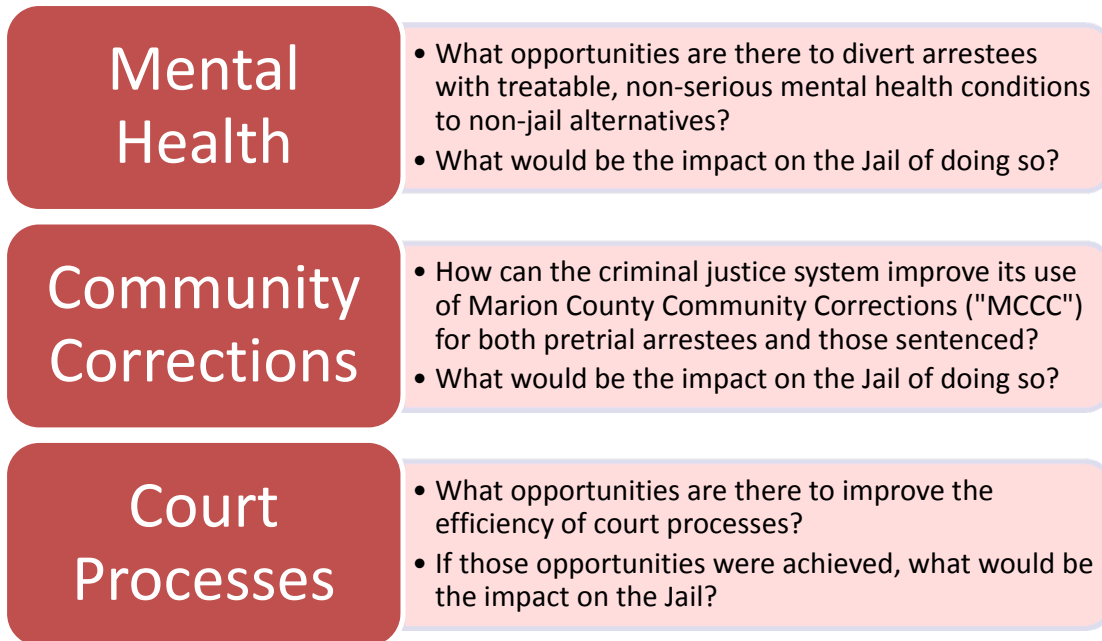 Mental
Health
• What opportunities are there to divert arrestees
with treatable, non-serious mental health conditions
to non-jail alternatives?
• What would be the impact on the Jail of doing so?
Community
Corrections
• How can the criminal justice system improve its use
of Marion County Community Corrections ("MCCC")
for both pretrial arrestees and those sentenced?
• What would be the impact on the Jail of doing so?
Court
Processes
• What opportunities are there to improve the
efficiency of court processes?
• If those opportunities were achieved, what would be
the impact on the Jail?